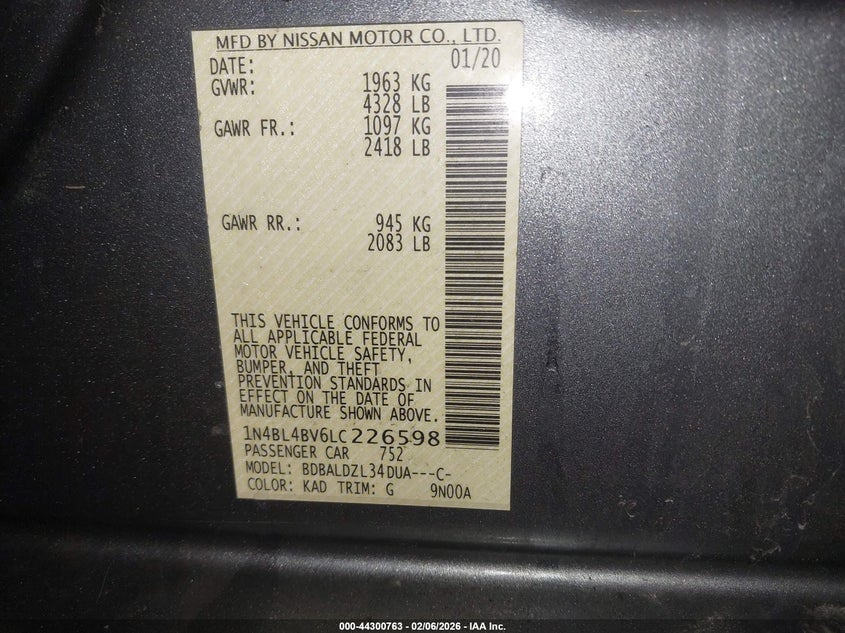 MFD BY NISSAN MOTOR CO., LTD.
DATE: 01/20
GVWR: 1963 KG
4328 LB
GAWR FR.: 1097 KG
2418 LB
GAWR RR.: 945 KG
2083 LB
THIS VEHICLE CONFORMS TO
ALL APPLICABLE FEDERAL
MOTOR VEHICLE SAFETY,
BUMPER, AND THEFT
PREVENTION STANDARDS IN
EFFECT ON THE DATE OF
MANUFACTURE SHOWN ABOVE.
1N4BL4BV6LC226598
PASSENGER CAR 752
MODEL: BDBALDZL34DUA---C-
COLOR: KAD TRIM: G 9N00A
000-44300763 - 02/06/2026 - IAA Inc.